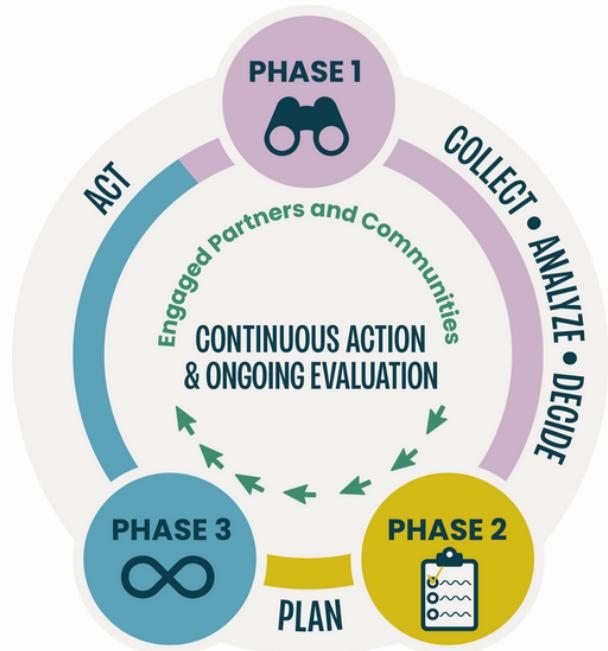 PHASE 1
COLLECT • ANALYZE • DECIDE
ACT
Engaged Partners and Communities
CONTINUOUS ACTION
& ONGOING EVALUATION
PHASE 3
PHASE 2
PLAN